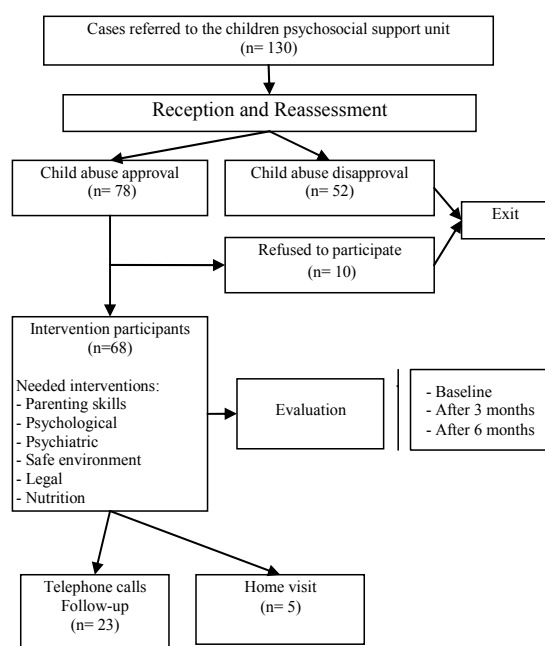 Cases referred to the children psychosocial support unit
(n= 130)
Reception and Reassessment
Child abuse approval
(n= 78)
Child abuse disapproval
(n= 52)
Exit
Refused to participate
(n= 10)
Intervention participants
(n=68)
Needed interventions:
- Parenting skills
- Psychological
- Psychiatric
- Safe environment
- Legal
- Nutrition
Evaluation
- Baseline
- After 3 months
- After 6 months
Telephone calls
Follow-up
(n= 23)
Home visit
(n= 5)